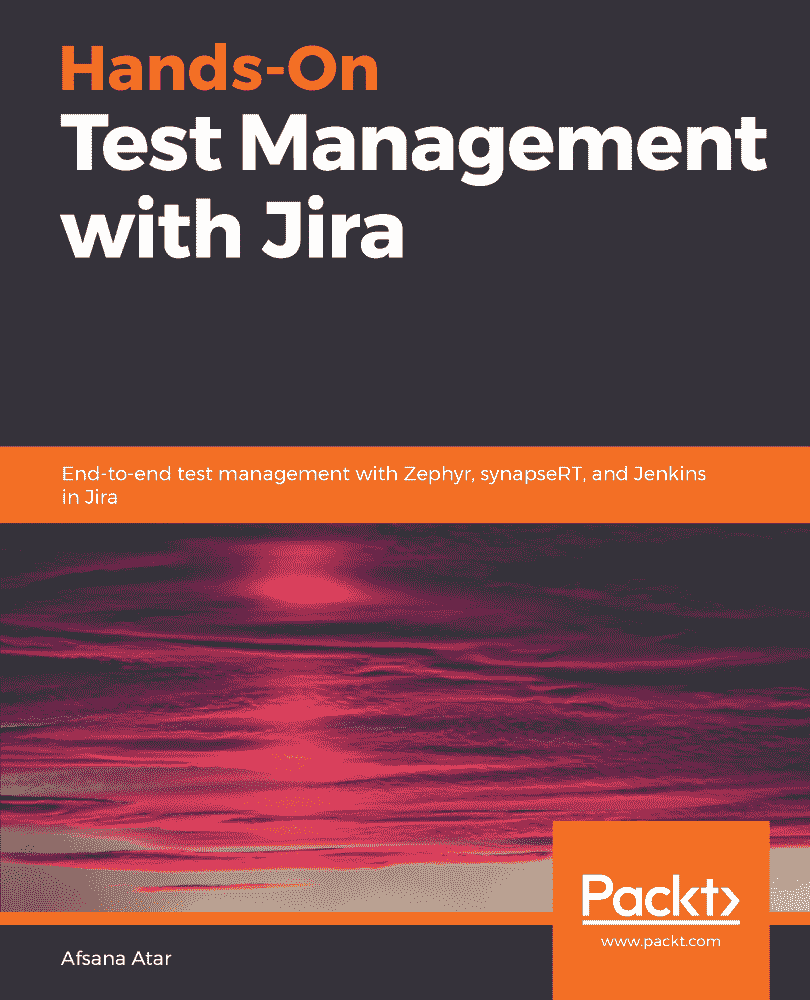 Hands-On
Test Management
with Jira
End-to-end test management with Zephyr, synapseRT, and Jenkins
in Jira
Packt>
www.packt.com
Afsana Atar